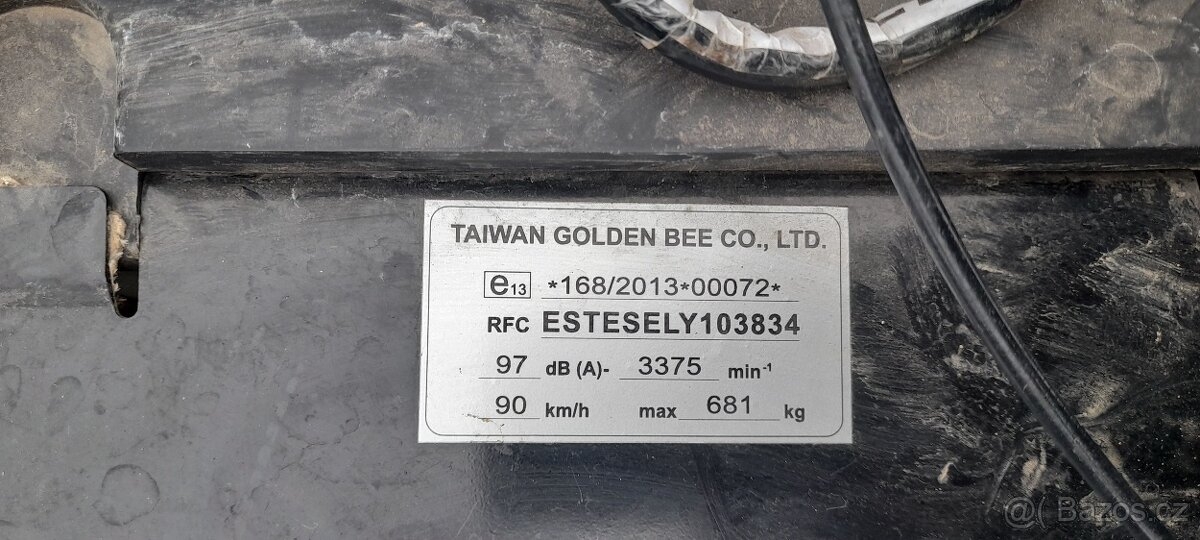 TAIWAN GOLDEN BEE CO., LTD.
e13 *168/2013*00072*
RFC ESTESELY103834
97 dB (A)- 3375 min-1
90 km/h max 681 kg
@( Bazos.cz